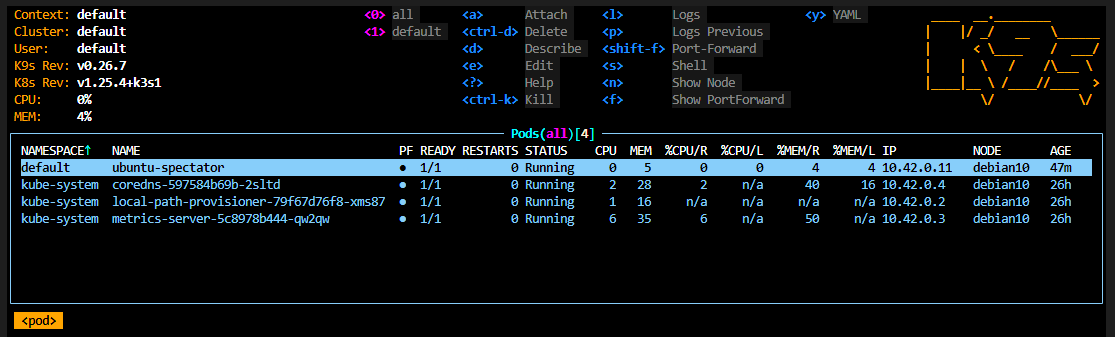 Context: default <0> all <a> Attach <l> Logs <y> YAML
Cluster: default <1> default <ctrl-d> Delete <p> Logs Previous
User: default <d> Describe <shift-f> Port-Forward
K9s Rev: v0.26.7 <e> Edit <s> Shell
K8s Rev: v1.25.4+k3s1 <?> Help <n> Show Node
CPU: 0% <ctrl-k> Kill <f> Show PortForward
MEM: 4%
Pods(all)[4]
NAMESPACE↑ NAME PF READY RESTARTS STATUS CPU MEM %CPU/R %CPU/L %MEM/R %MEM/L IP NODE AGE
default ubuntu-spectator ● 1/1 0 Running 0 5 0 0 4 4 10.42.0.11 debian10 47m
kube-system coredns-597584b69b-2sltd ● 1/1 0 Running 2 28 2 n/a 40 16 10.42.0.4 debian10 26h
kube-system local-path-provisioner-79f67d76f8-xms87 ● 1/1 0 Running 1 16 n/a n/a n/a n/a 10.42.0.2 debian10 26h
kube-system metrics-server-5c8978b444-qw2qw ● 1/1 0 Running 6 35 6 n/a 50 n/a 10.42.0.3 debian10 26h
<pod>